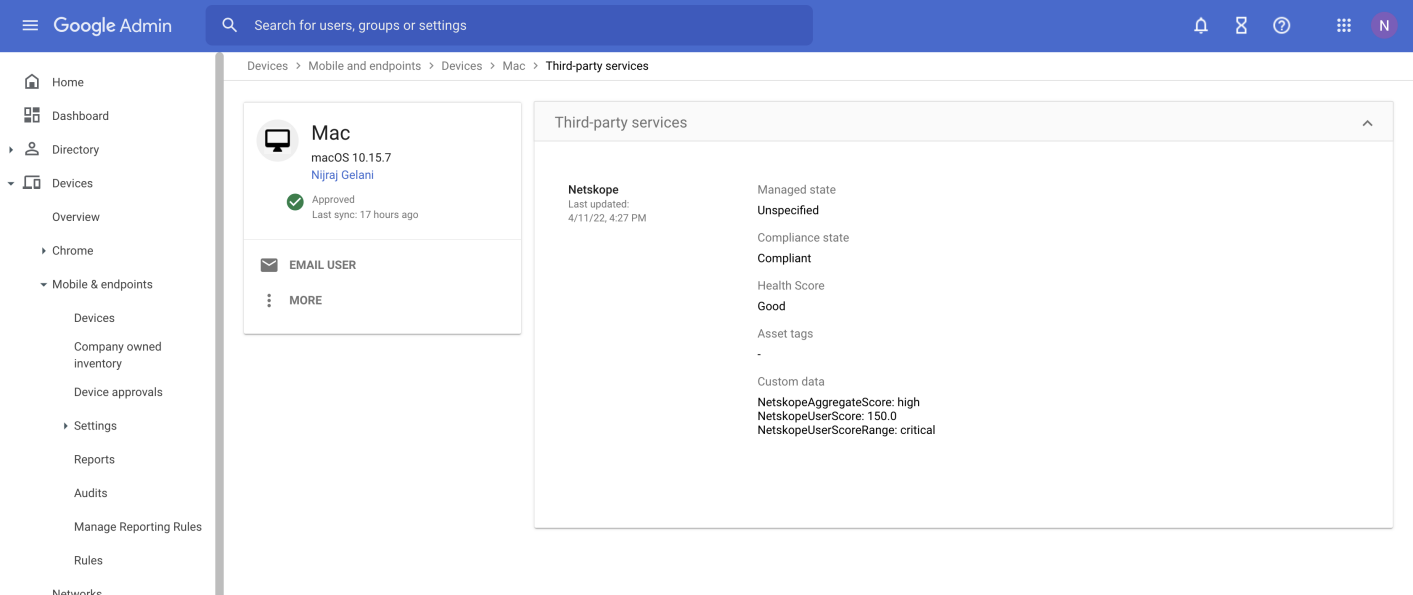 Google Admin
Search for users, groups or settings
N
Home
Dashboard
Directory
Devices
Overview
Chrome
Mobile & endpoints
Devices
Company owned
inventory
Device approvals
Settings
Reports
Audits
Manage Reporting Rules
Rules
Networks
Devices > Mobile and endpoints > Devices > Mac > Third-party services
Mac
macOS 10.15.7
Nijraj Gelani
Approved
Last sync: 17 hours ago
EMAIL USER
MORE
Third-party services
Netskope
Last updated:
4/11/22, 4:27 PM
Managed state
Unspecified
Compliance state
Compliant
Health Score
Good
Asset tags
-
Custom data
NetskopeAggregateScore: high
NetskopeUserScore: 150.0
NetskopeUserScoreRange: critical